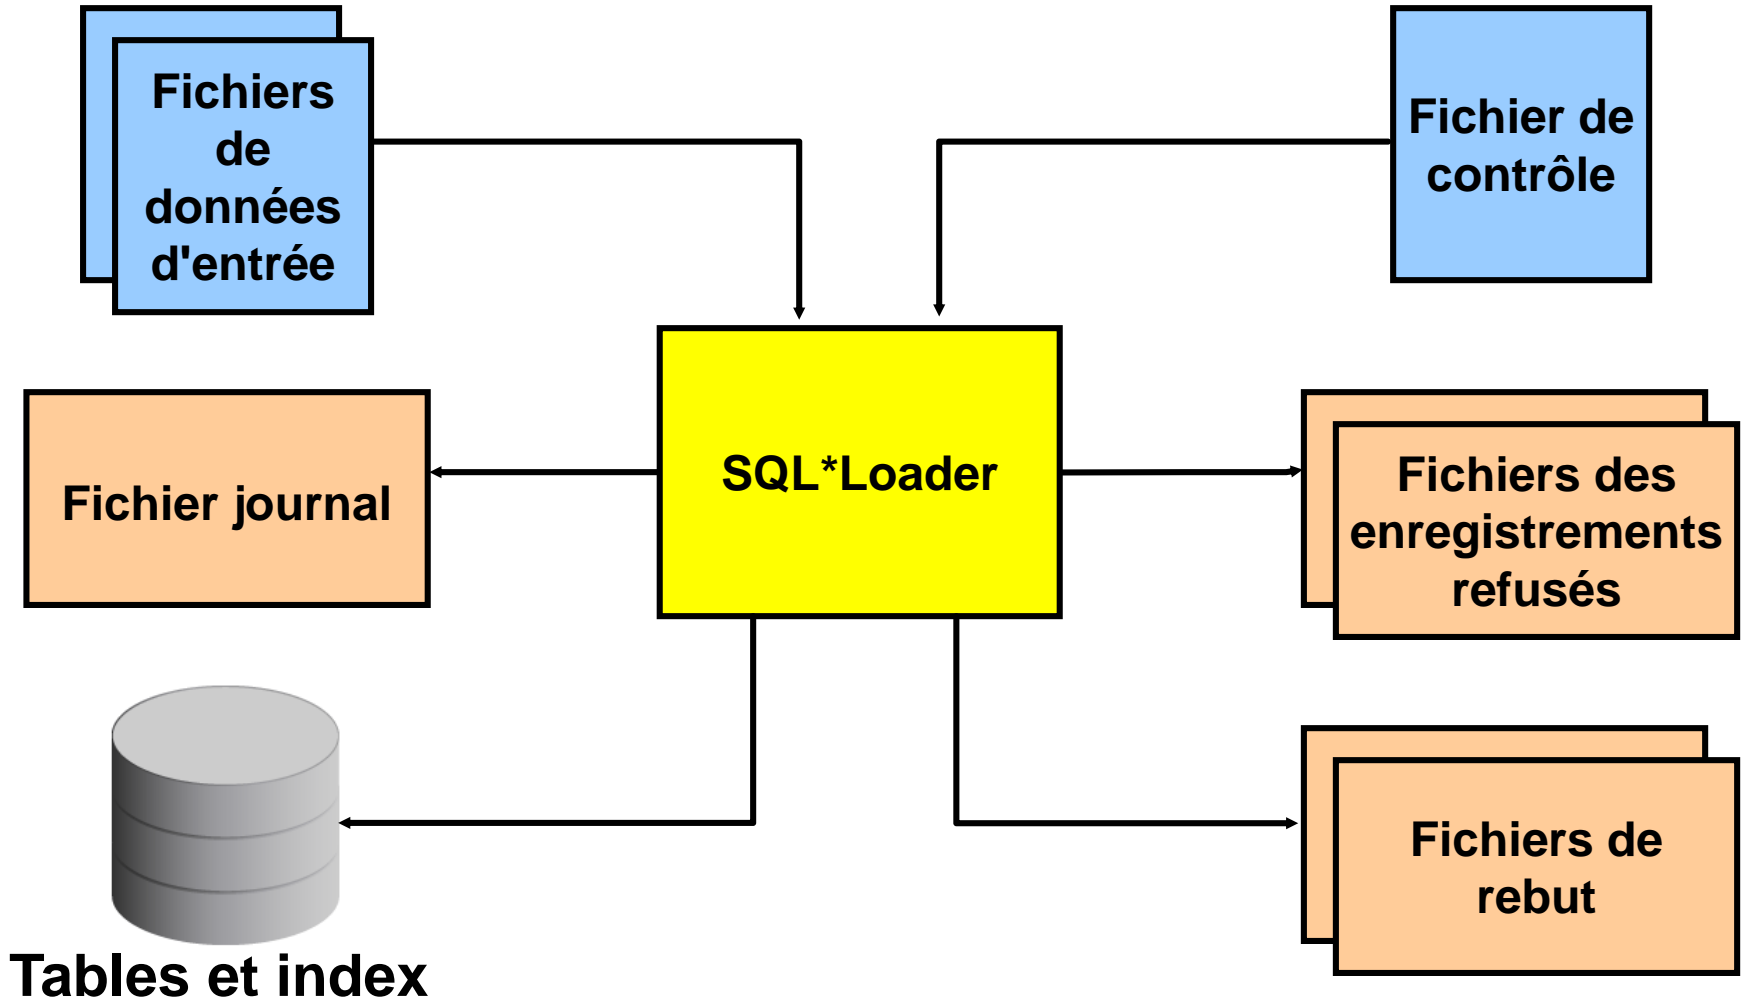 Fichiers
de
données
d'entrée
Fichier de
contrôle
SQL*Loader
Fichier journal
Fichiers des
enregistrements
refusés
Fichiers de
rebut
Tables et index